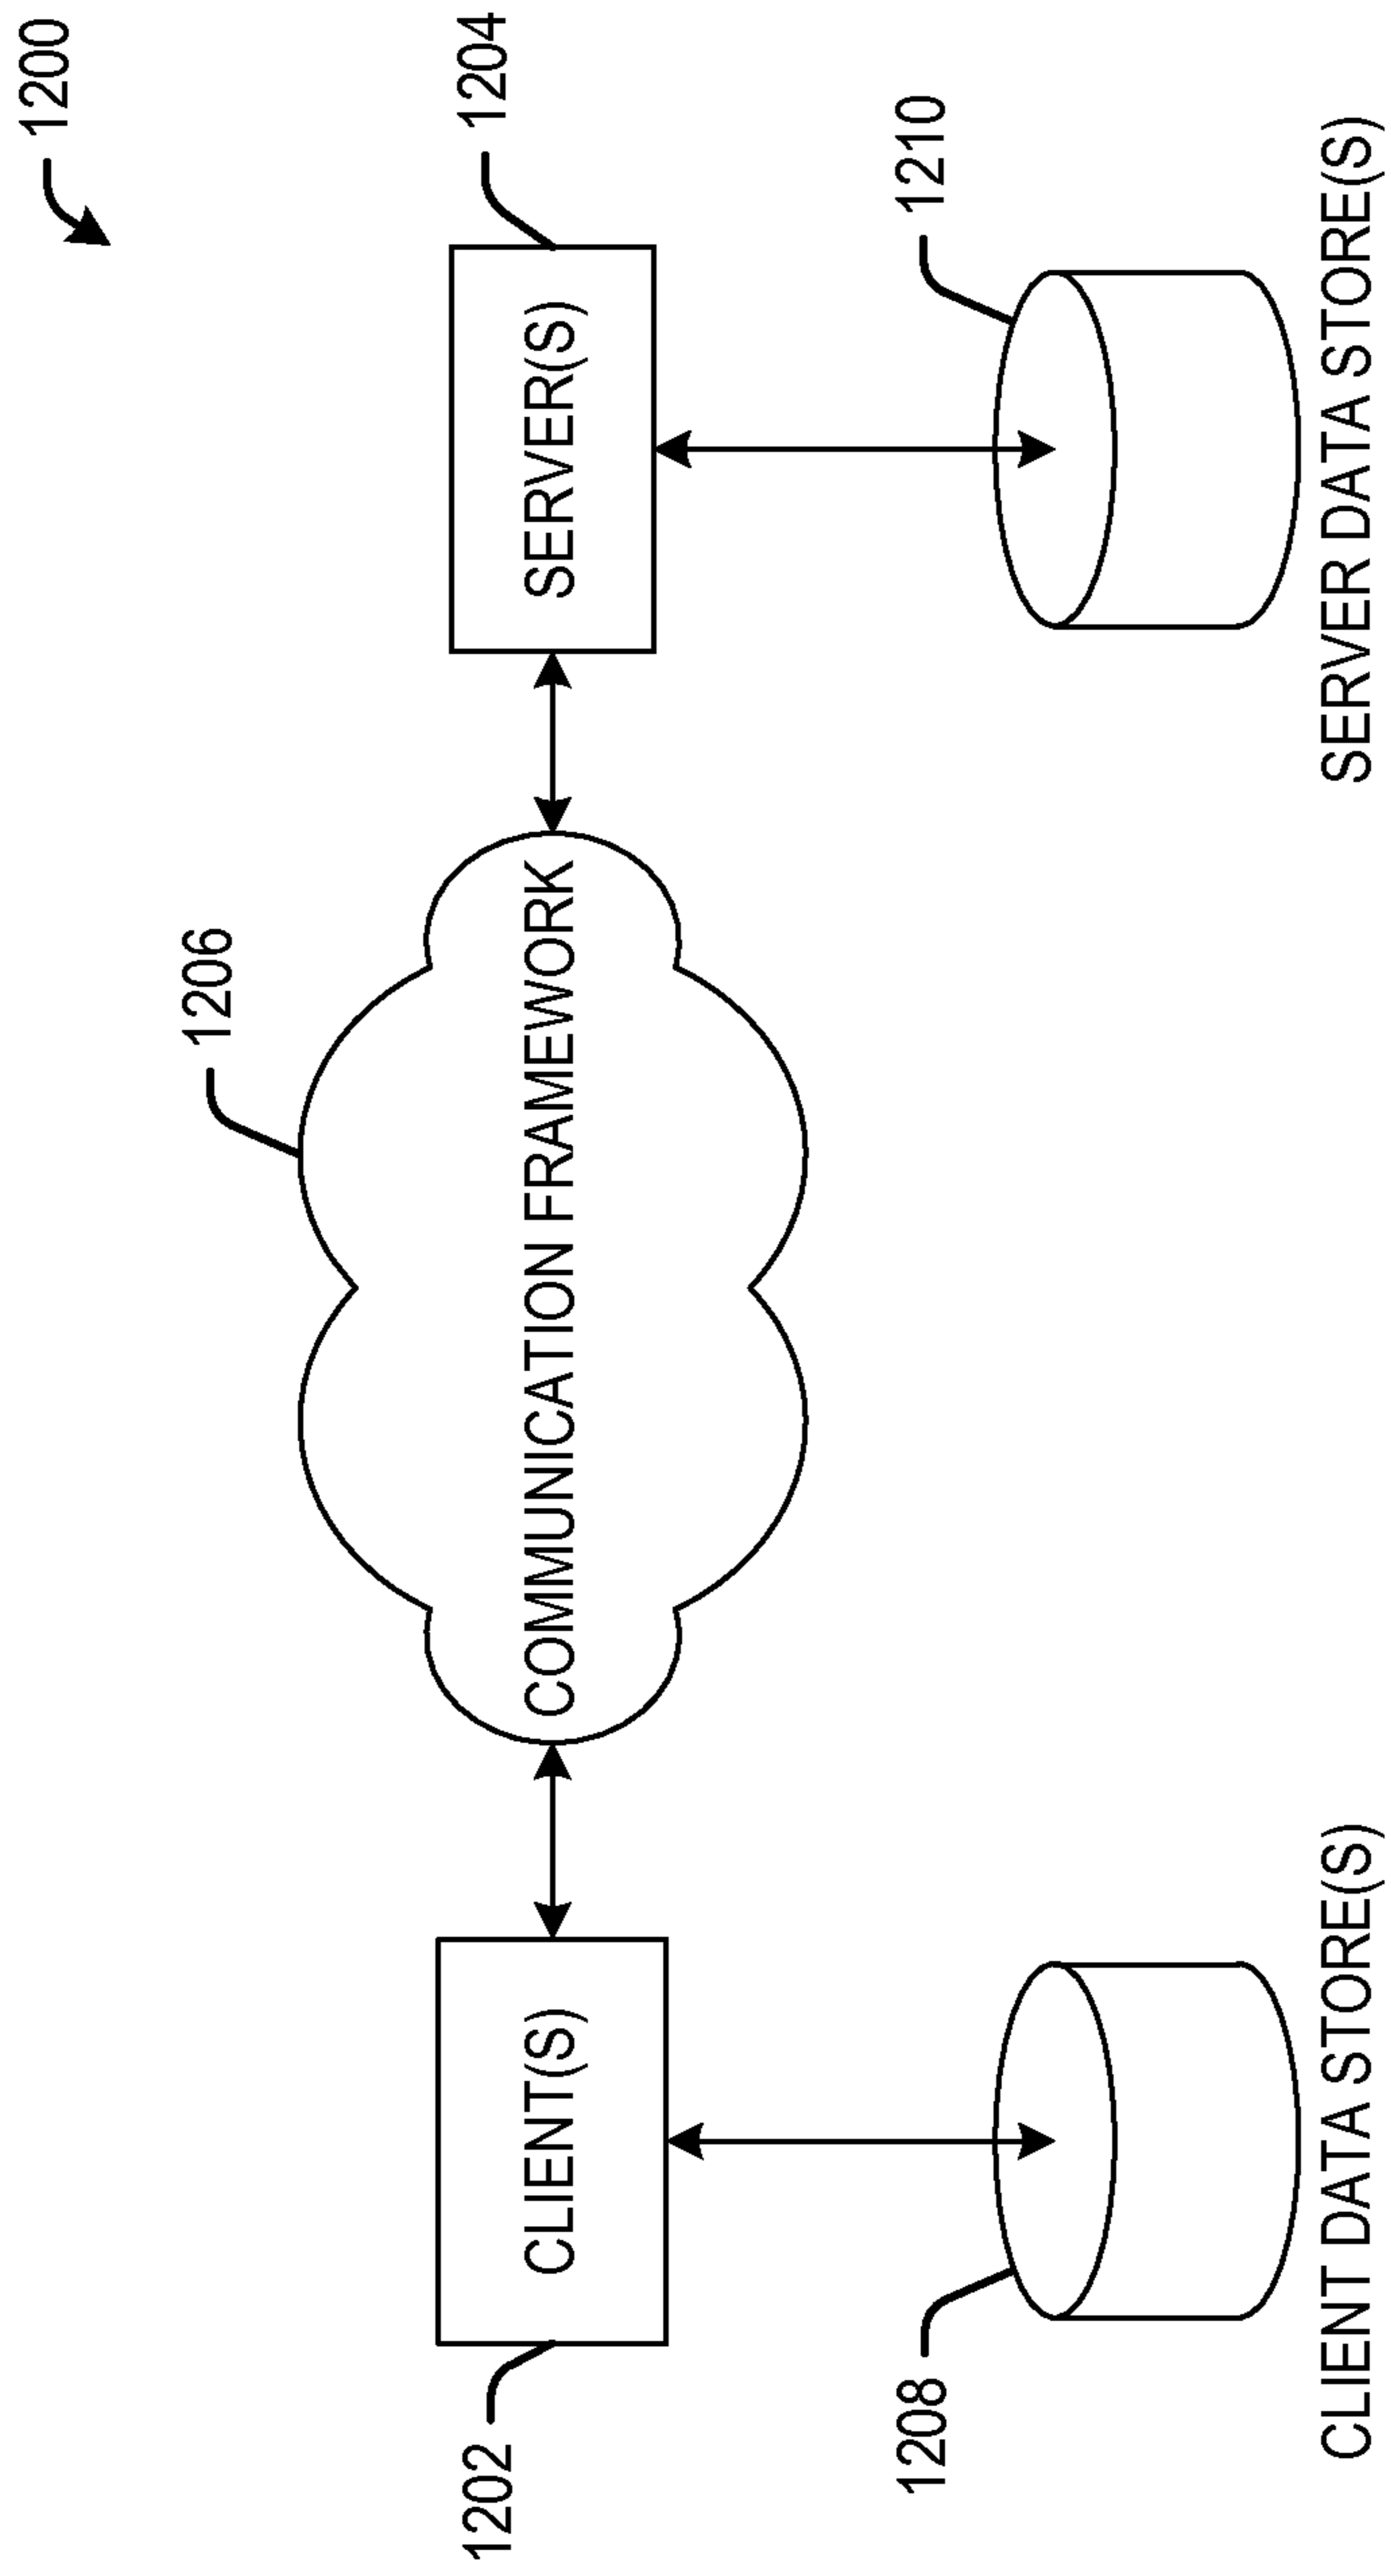 1200
1202
CLIENT(S)
1206
COMMUNICATION FRAMEWORK
1204
SERVER(S)
1208
CLIENT DATA STORE(S)
1210
SERVER DATA STORE(S)